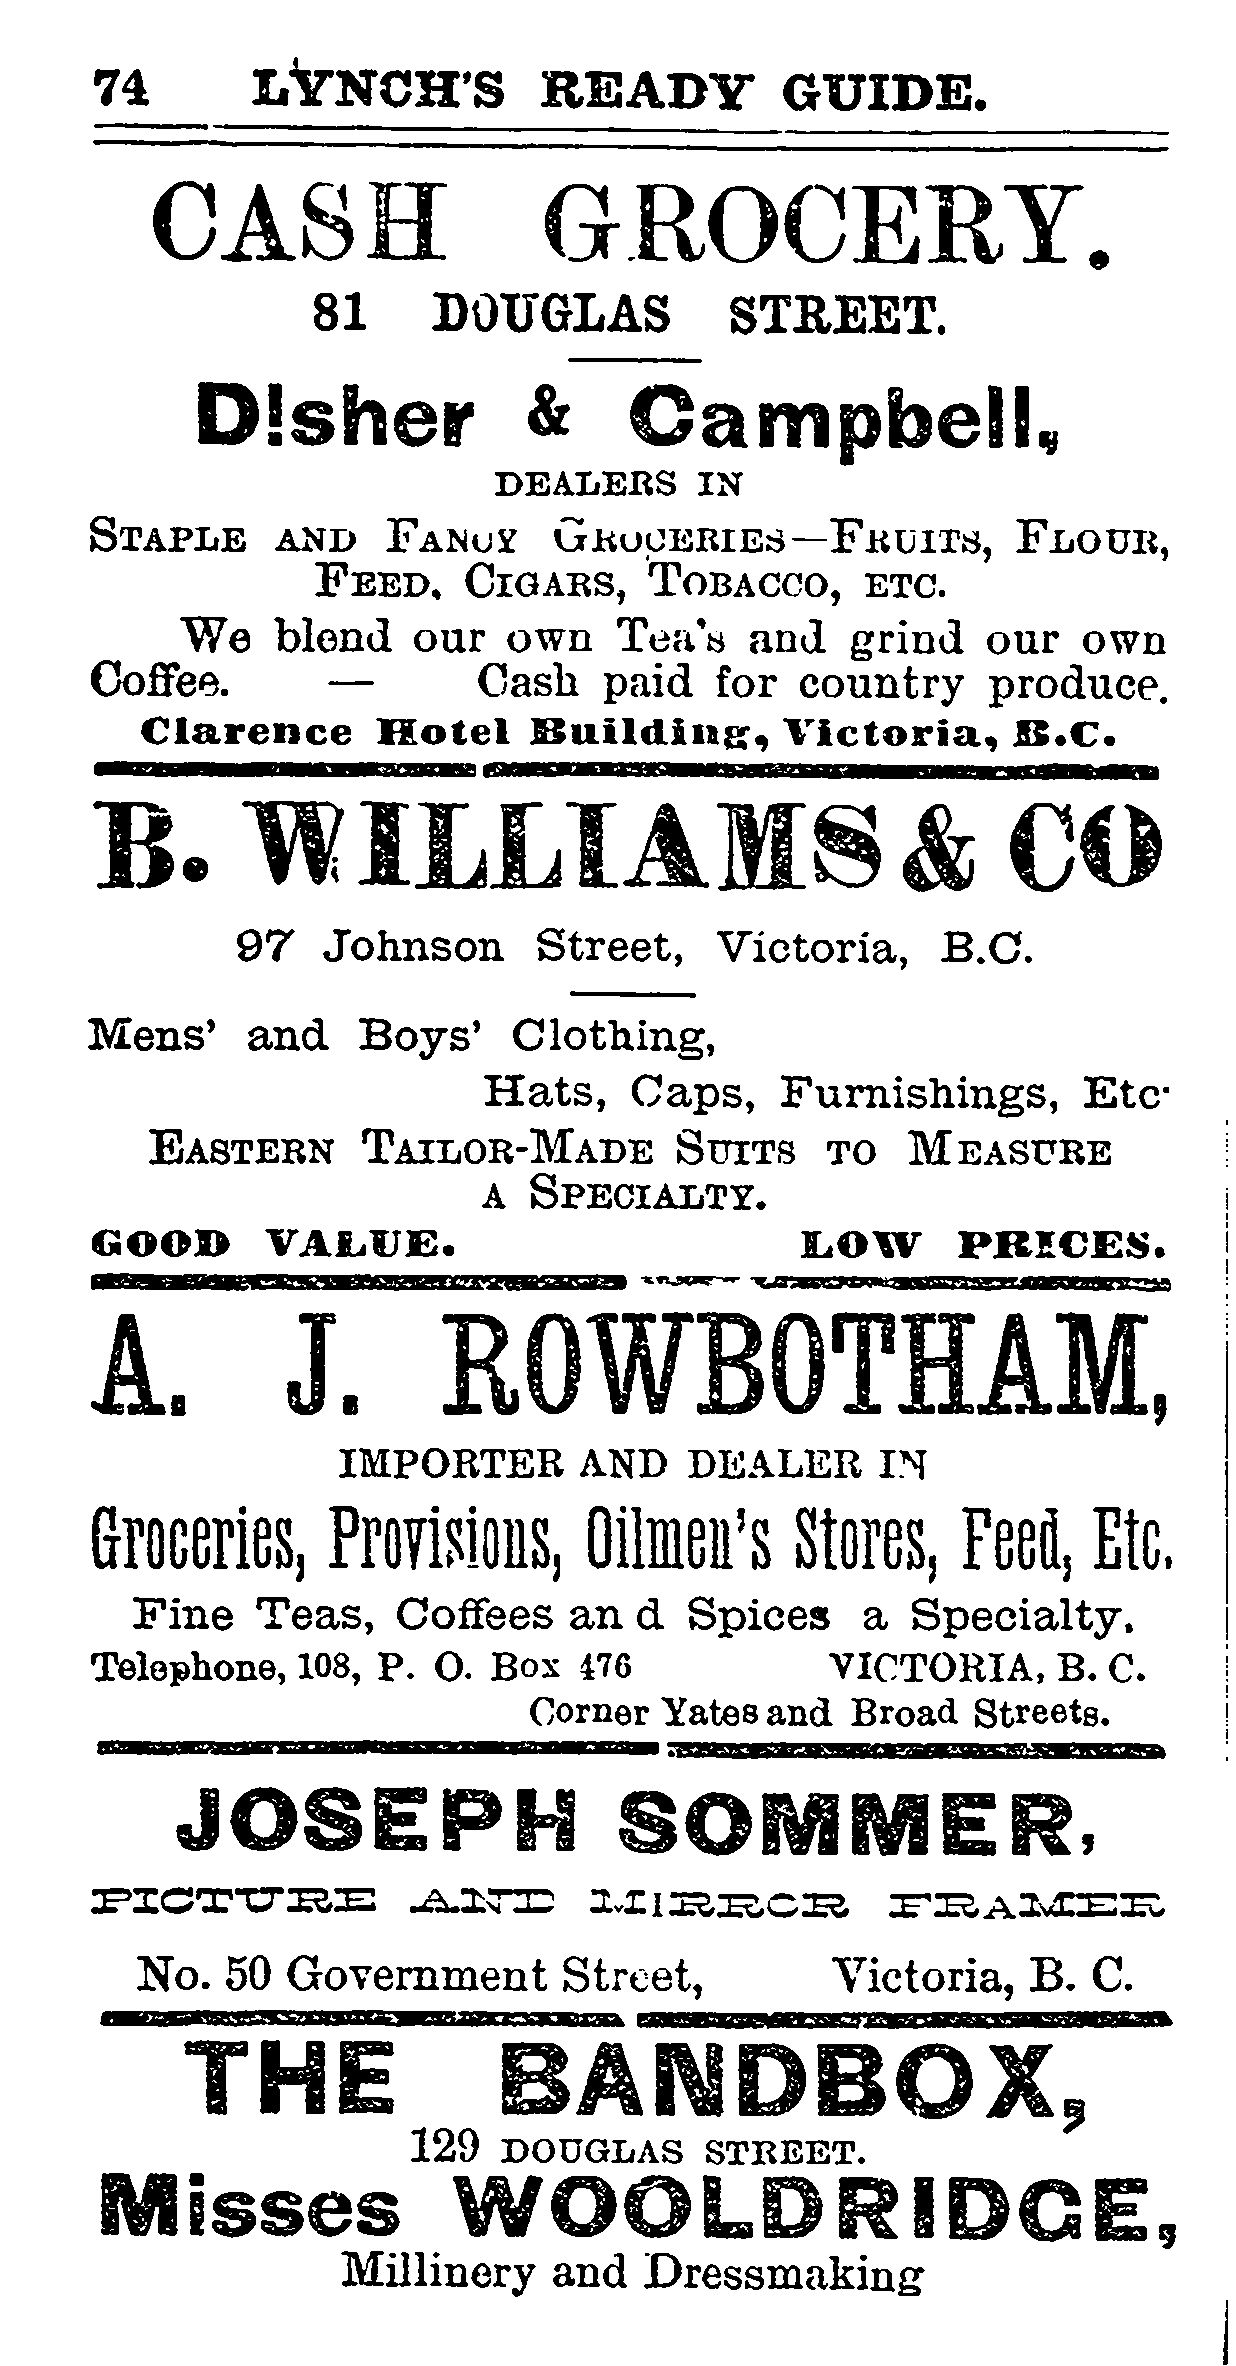 74 LYNCH'S READY GUIDE.
CASH GROCERY.
81 DOUGLAS STREET.
D!sher & Campbell,
DEALERS IN
STAPLE AND FANCY GROCERIES—FRUITS, FLOUR,
FEED, CIGARS, TOBACCO, ETC.
We blend our own Tea's and grind our own
Coffee. — Cash paid for country produce.
Clarence Hotel Building, Victoria, B.C.
B. WILLIAMS & CO
97 Johnson Street, Victoria, B.C.
Mens' and Boys' Clothing,
Hats, Caps, Furnishings, Etc.
EASTERN TAILOR-MADE SUITS TO MEASURE
A SPECIALTY.
GOOD VALUE. LOW PRICES.
A. J. ROWBOTHAM,
IMPORTER AND DEALER IN
Groceries, Provisions, Oilmen's Stores, Feed, Etc.
Fine Teas, Coffees an d Spices a Specialty.
Telephone, 108, P. O. Box 476 VICTORIA, B. C.
Corner Yates and Broad Streets.
JOSEPH SOMMER,
PICTURE AND MIRRCR FRAMER
No. 50 Government Street, Victoria, B. C.
THE BANDBOX,
129 DOUGLAS STREET.
Misses WOOLDRIDGE,
Millinery and Dressmaking